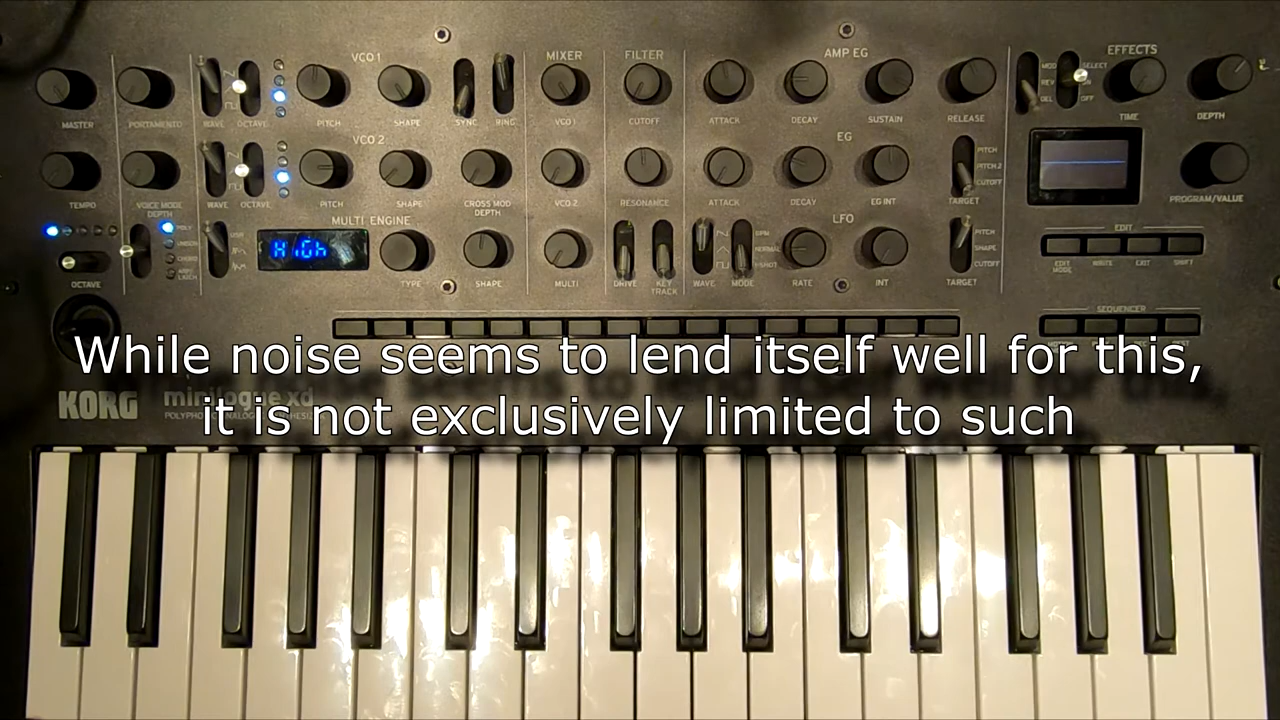 VCO 1
MIXER
FILTER
AMP EG
EFFECTS
MASTER
PORTAMENTO
WAVE
OCTAVE
PITCH
SHAPE
SYNC
RING
VCO 1
CUTOFF
ATTACK
DECAY
SUSTAIN
RELEASE
MOD
REV
DEL
SELECT
ON
OFF
TIME
DEPTH
VCO 2
EG
TEMPO
VOICE MODE
DEPTH
WAVE
OCTAVE
PITCH
SHAPE
CROSS MOD
DEPTH
VCO 2
RESONANCE
ATTACK
DECAY
EG INT
PITCH
PITCH 2
CUTOFF
TARGET
PROGRAM/VALUE
MULTI ENGINE
LFO
POLY
UNISON
CHORD
ARP/
LATCH
OCTAVE
USR
High
TYPE
SHAPE
MULTI
DRIVE
KEY
TRACK
WAVE
BPM
NORMAL
1-SHOT
MODE
RATE
INT
PITCH
SHAPE
CUTOFF
TARGET
EDIT
EDIT
MODE
WRITE
EXIT
SHIFT
SEQUENCER
While noise seems to lend itself well for this,
it is not exclusively limited to such
KORG
minilogue xd